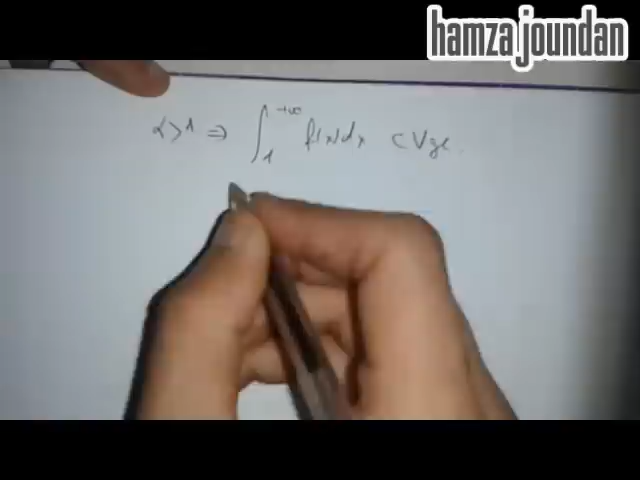 hamza joundan
α>1 ⇒ ∫₁^{+∞} f(x)dx CVge.